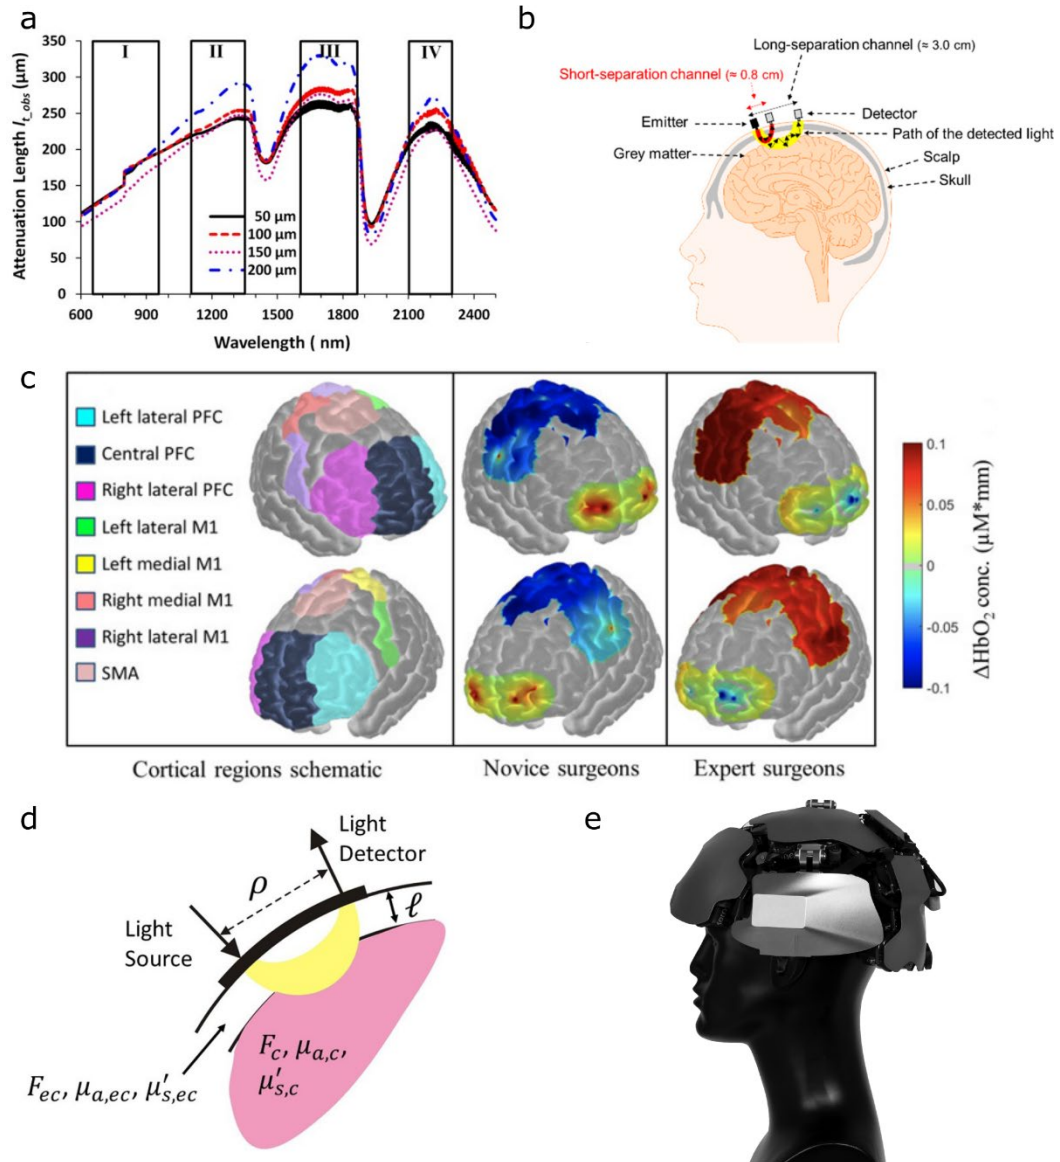 a
Attenuation Length l_t_obs (μm)
350
300
250
200
150
100
50
0
I
II
III
IV
50 μm
100 μm
150 μm
200 μm
600
900
1200
1500
1800
2100
2400
Wavelength ( nm)
b
Long-separation channel (≈ 3.0 cm)
Short-separation channel (≈ 0.8 cm)
Emitter
Detector
Path of the detected light
Grey matter
Scalp
Skull
c
Left lateral PFC
Central PFC
Right lateral PFC
Left lateral M1
Left medial M1
Right medial M1
Right lateral M1
SMA
0.1
0.05
0
-0.05
-0.1
ΔHbO₂ conc. (μM*mm)
Cortical regions schematic
Novice surgeons
Expert surgeons
d
Light
Detector
ρ
ℓ
Light
Source
F_c, μ_a,c,
μ′_s,c
F_ec, μ_a,ec, μ′_s,ec
e